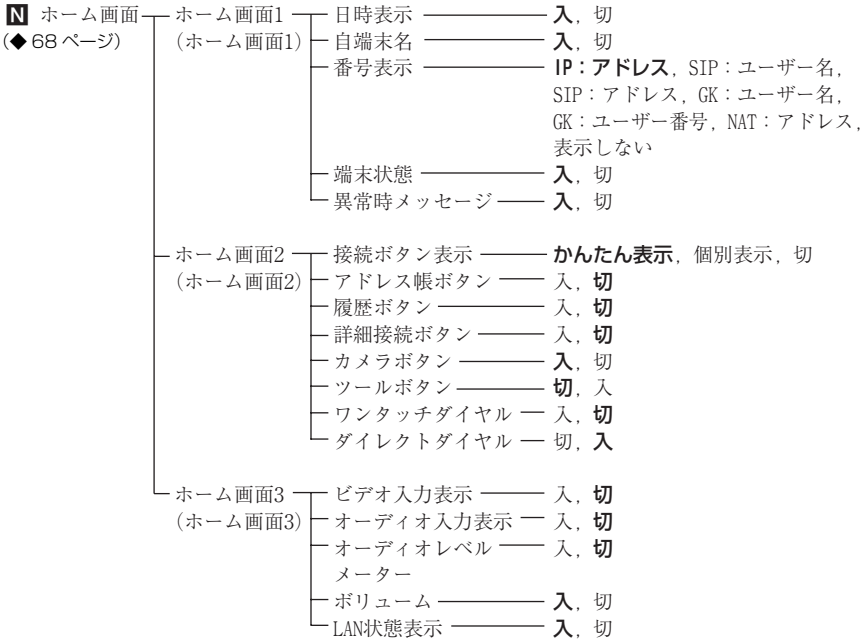 N ホーム画面 ホーム画面1 日時表示 入, 切
(◆ 68 ページ) (ホーム画面1) 自端末名 入, 切
番号表示 IP：アドレス, SIP：ユーザー名,
SIP：アドレス, GK：ユーザー名,
GK：ユーザー番号, NAT：アドレス,
表示しない
端末状態 入, 切
異常時メッセージ 入, 切
ホーム画面2 接続ボタン表示 かんたん表示, 個別表示, 切
(ホーム画面2) アドレス帳ボタン 入, 切
履歴ボタン 入, 切
詳細接続ボタン 入, 切
カメラボタン 入, 切
ツールボタン 切, 入
ワンタッチダイヤル 入, 切
ダイレクトダイヤル 切, 入
ホーム画面3 ビデオ入力表示 入, 切
(ホーム画面3) オーディオ入力表示 入, 切
オーディオレベル 入, 切
メーター
ボリューム 入, 切
LAN状態表示 入, 切